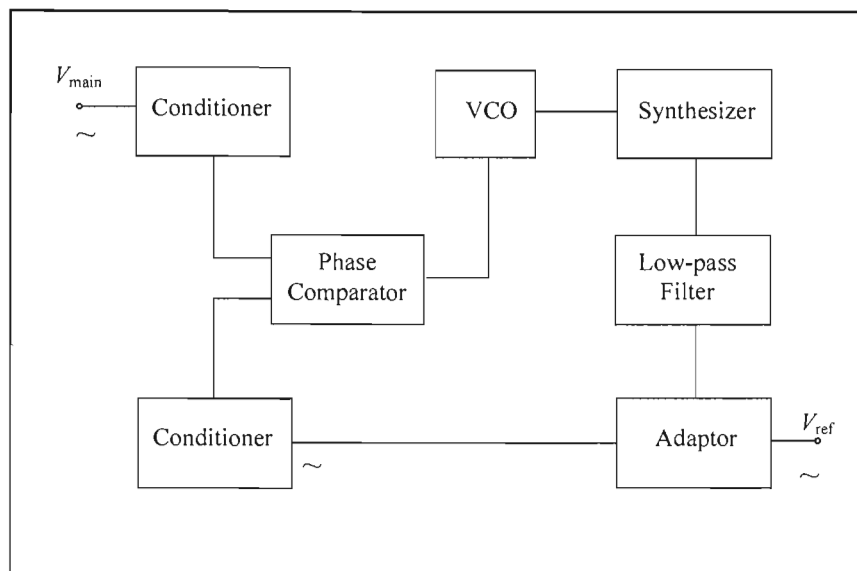 V_main
Conditioner
~
VCO
Synthesizer
Phase
Comparator
Low-pass
Filter
Conditioner
~
Adaptor
V_ref
~